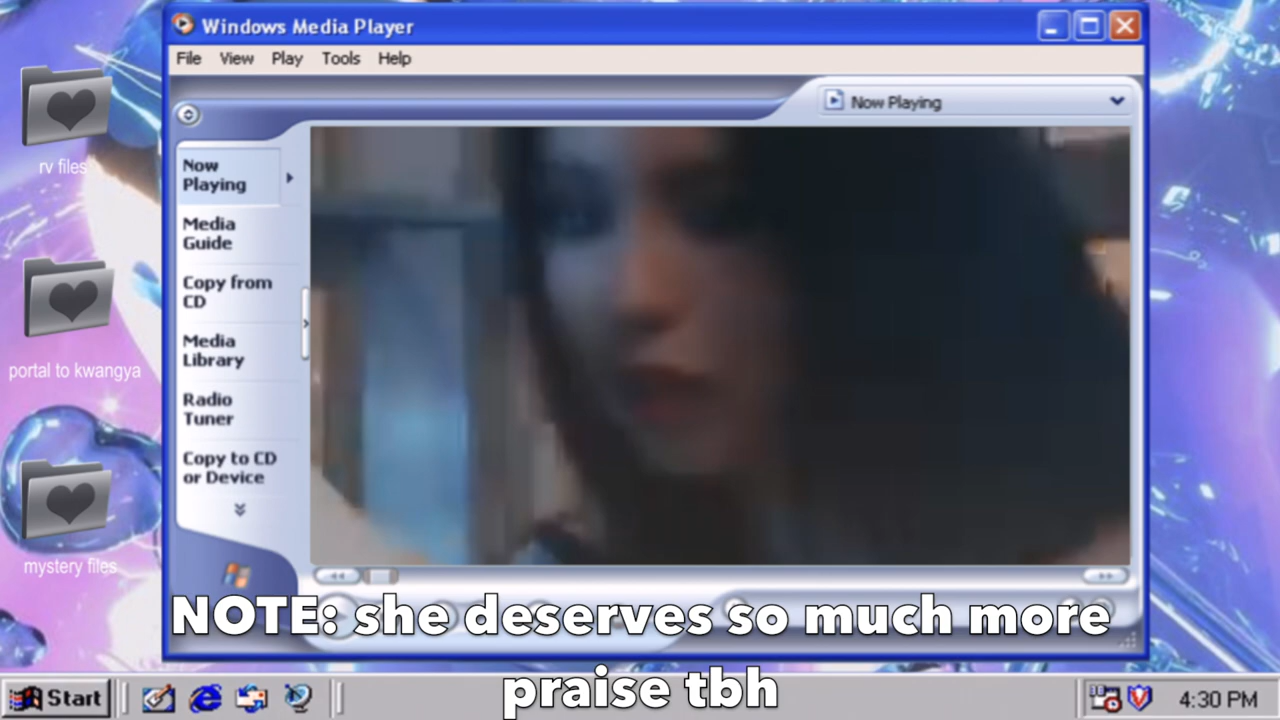 Windows Media Player
File View Play Tools Help
Now Playing
rv files
Now
Playing
Media
Guide
Copy from
CD
portal to kwangya
Media
Library
Radio
Tuner
Copy to CD
or Device
mystery files
NOTE: she deserves so much more
praise tbh
Start
4:30 PM